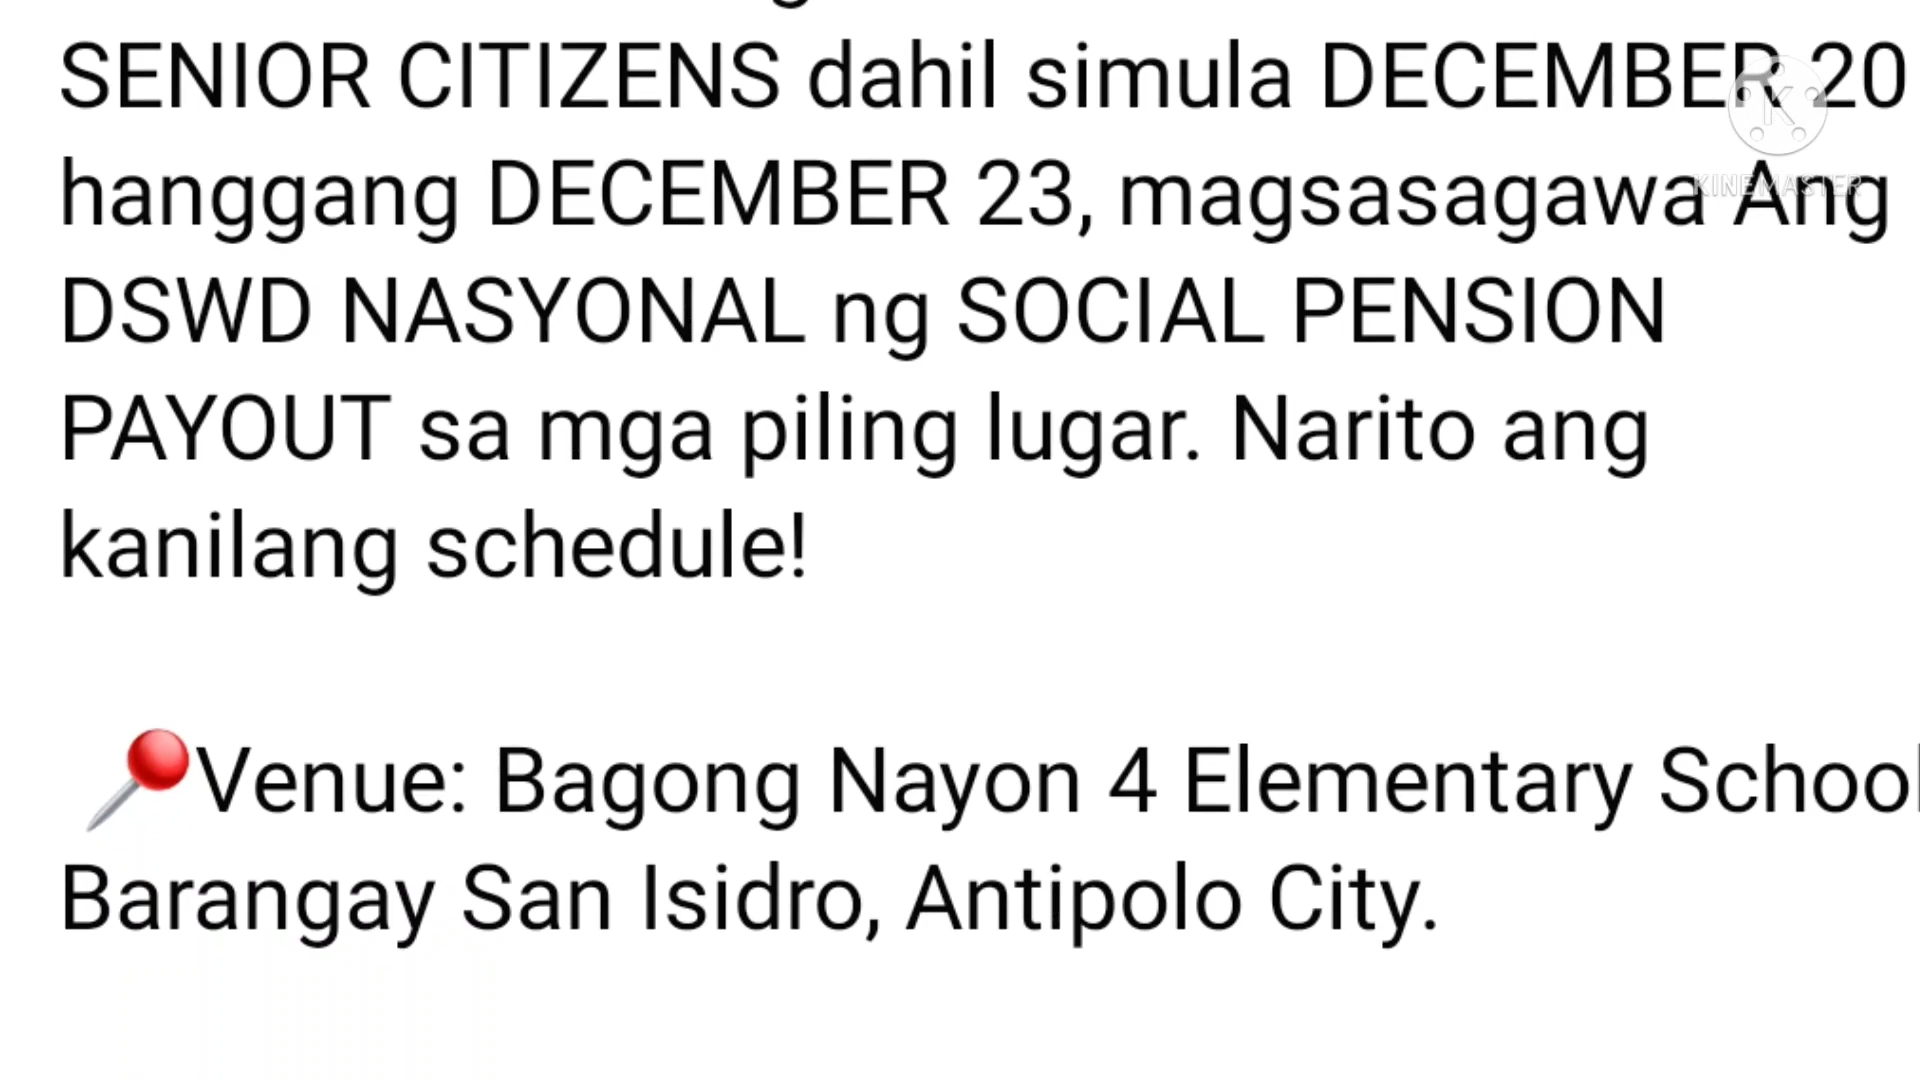 SENIOR CITIZENS dahil simula DECEMBER 20
hanggang DECEMBER 23, magsasagawa Ang
DSWD NASYONAL ng SOCIAL PENSION
PAYOUT sa mga piling lugar. Narito ang
kanilang schedule!
Venue: Bagong Nayon 4 Elementary School
Barangay San Isidro, Antipolo City.
K
KINEMASTER